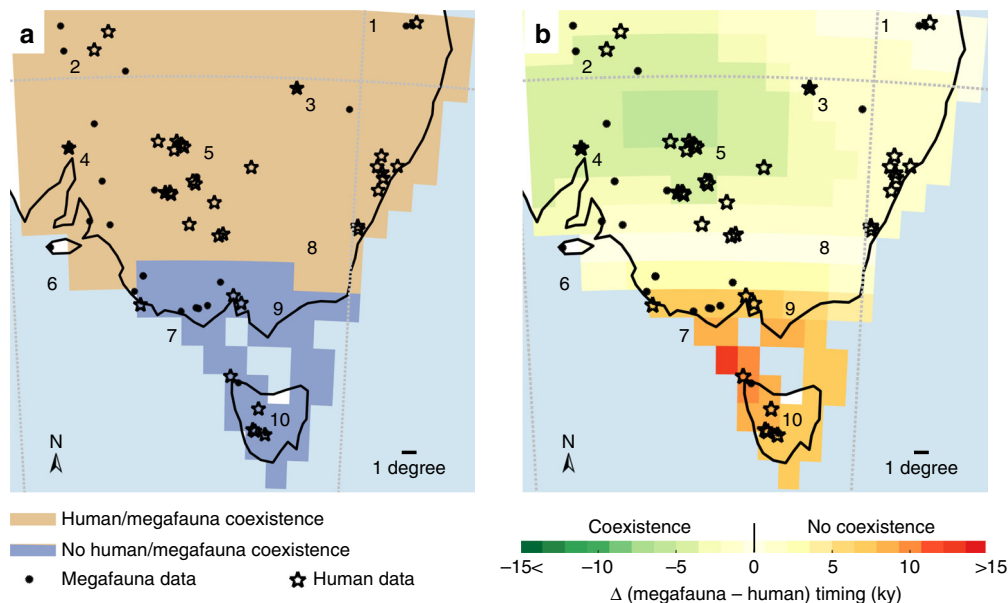 a
1
2
3
4
5
6
7
8
9
10
N
1 degree
b
1
2
3
4
5
6
7
8
9
10
N
1 degree
Human/megafauna coexistence
No human/megafauna coexistence
Megafauna data
Human data
Coexistence
No coexistence
−15<
−10
−5
0
5
10
>15
Δ (megafauna – human) timing (ky)